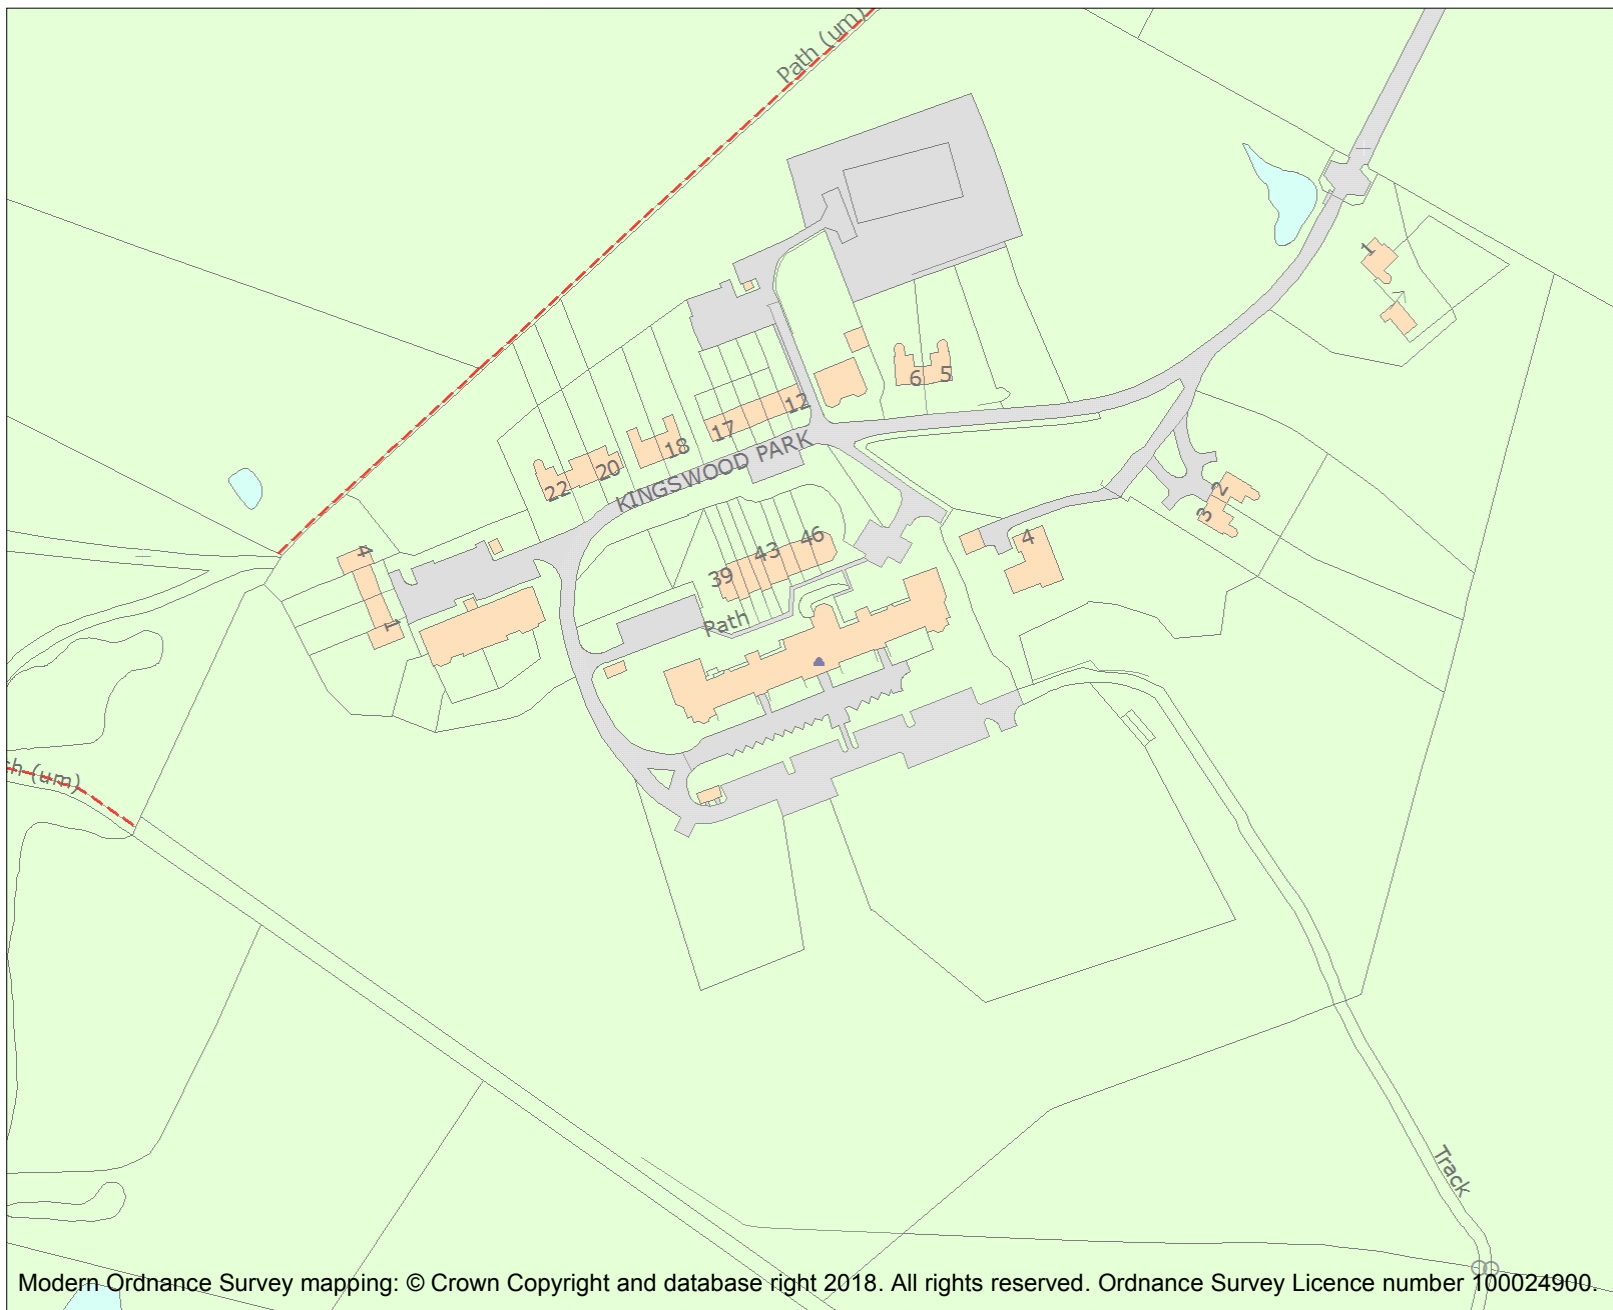 Path (um)
1
6
5
12
17
18
KINGSWOOD PARK
20
22
2
3
4
4
46
43
39
1
Path
th (um)
Track
Modern Ordnance Survey mapping: © Crown Copyright and database right 2018. All rights reserved. Ordnance Survey Licence number 100024900.